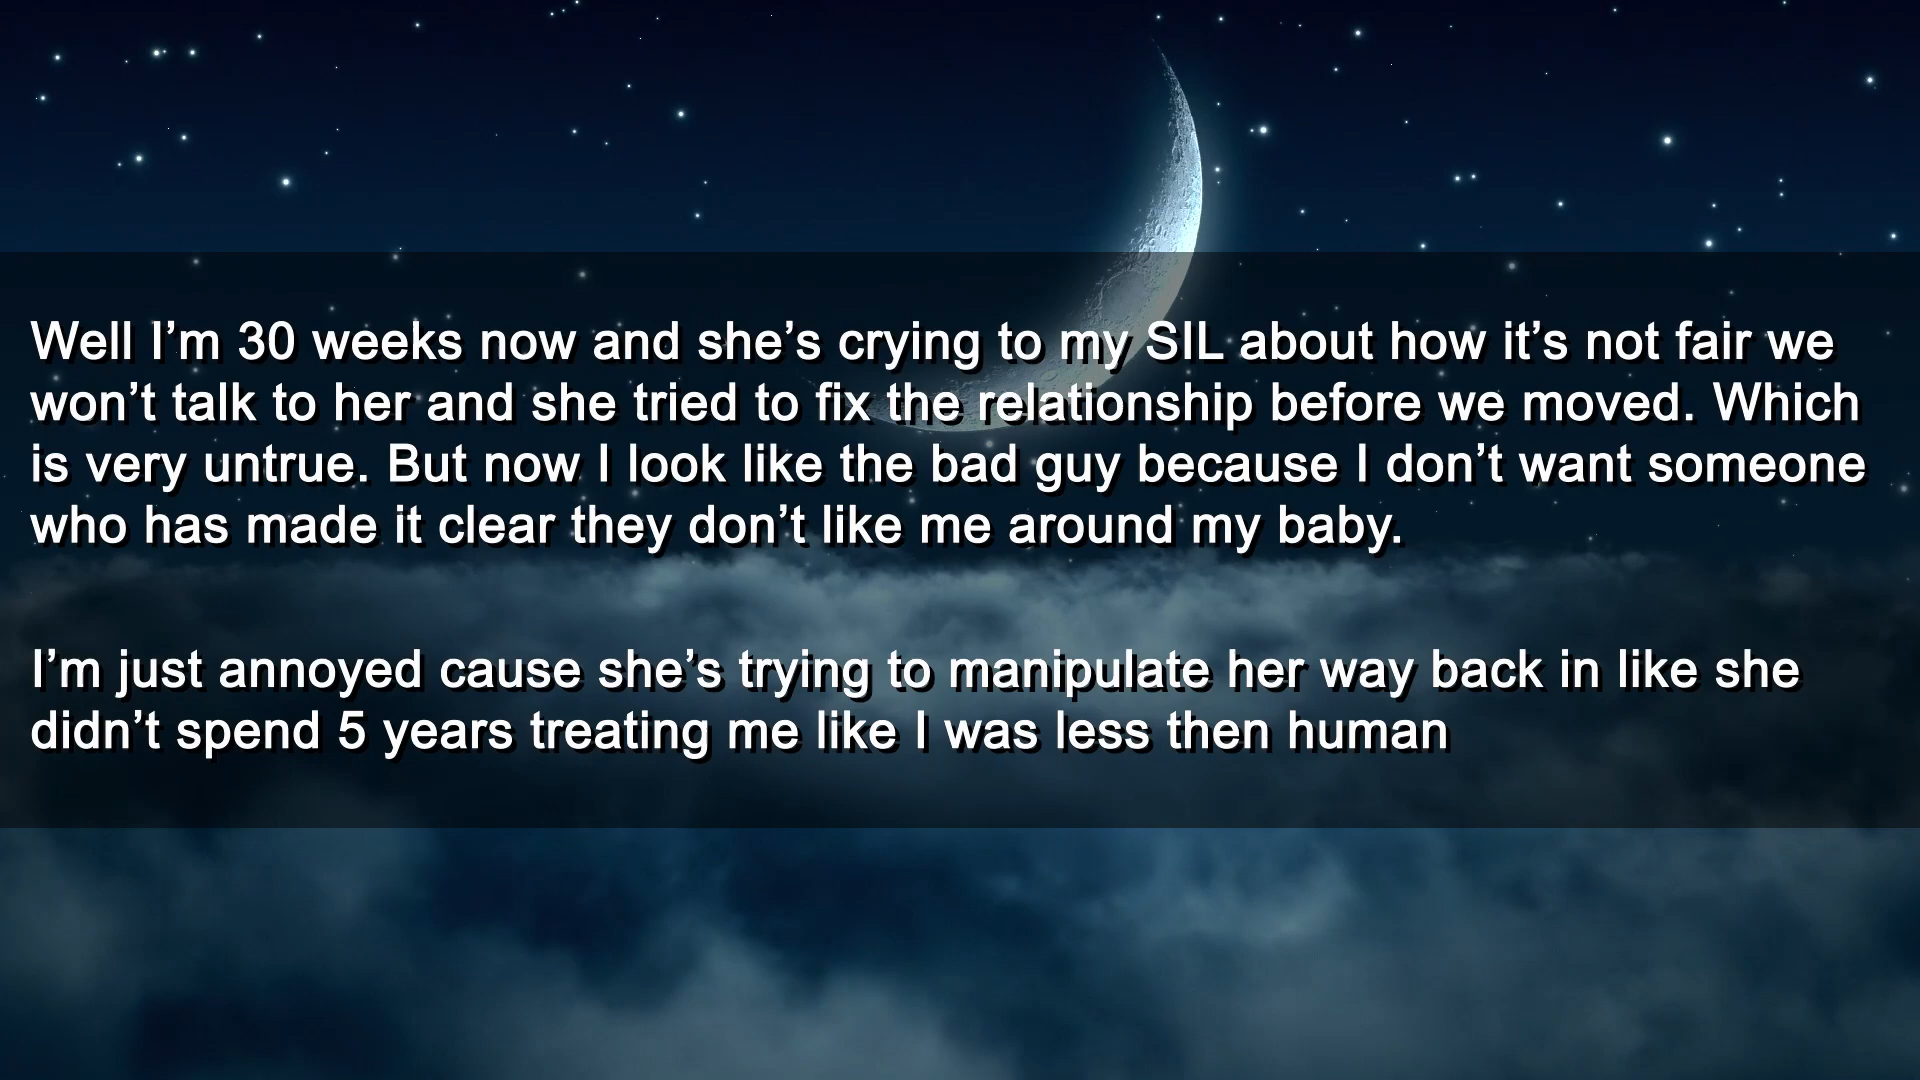 Well I’m 30 weeks now and she’s crying to my SIL about how it’s not fair we
won’t talk to her and she tried to fix the relationship before we moved. Which
is very untrue. But now I look like the bad guy because I don’t want someone
who has made it clear they don’t like me around my baby.
I’m just annoyed cause she’s trying to manipulate her way back in like she
didn’t spend 5 years treating me like I was less then human